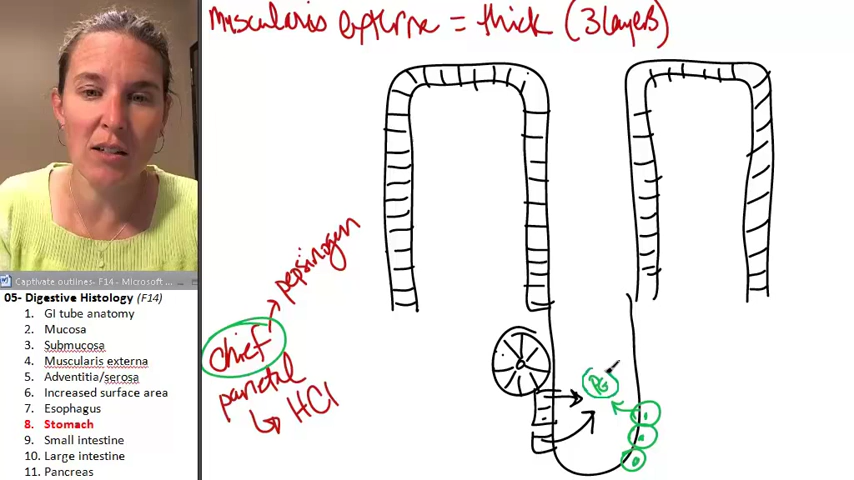 Myscularis externe = thick (3 layers)
pepsinogen
chief
parietal
HCl
PG
Captivate outlines- F14 - Microsoft ...
05- Digestive Histology (F14)
1. GI tube anatomy
2. Mucosa
3. Submucosa
4. Muscularis externa
5. Adventitia/serosa
6. Increased surface area
7. Esophagus
8. Stomach
9. Small intestine
10. Large intestine
11. Pancreas